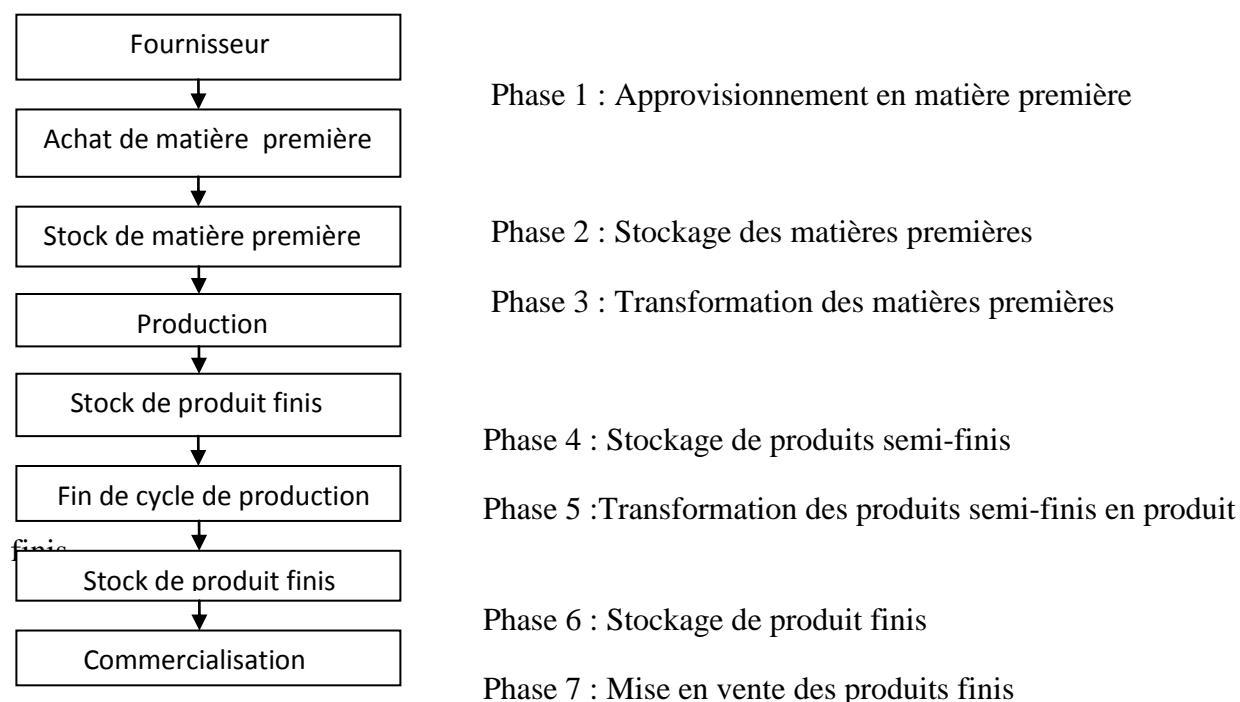 Fournisseur
Phase 1 : Approvisionnement en matière première
Achat de matière première
Stock de matière première
Phase 2 : Stockage des matières premières
Phase 3 : Transformation des matières premières
Production
Stock de produit finis
Phase 4 : Stockage de produits semi-finis
Fin de cycle de production
Phase 5 :Transformation des produits semi-finis en produit
finis
Stock de produit finis
Phase 6 : Stockage de produit finis
Commercialisation
Phase 7 : Mise en vente des produits finis